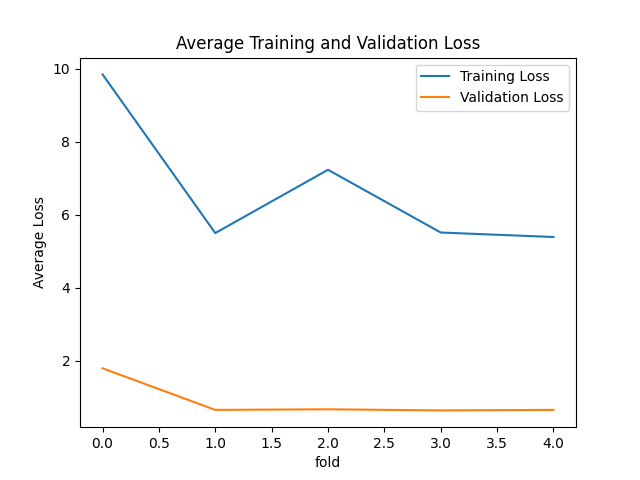 Average Training and Validation Loss
Training Loss
Validation Loss
Average Loss
10
8
6
4
2
0.0 0.5 1.0 1.5 2.0 2.5 3.0 3.5 4.0
fold